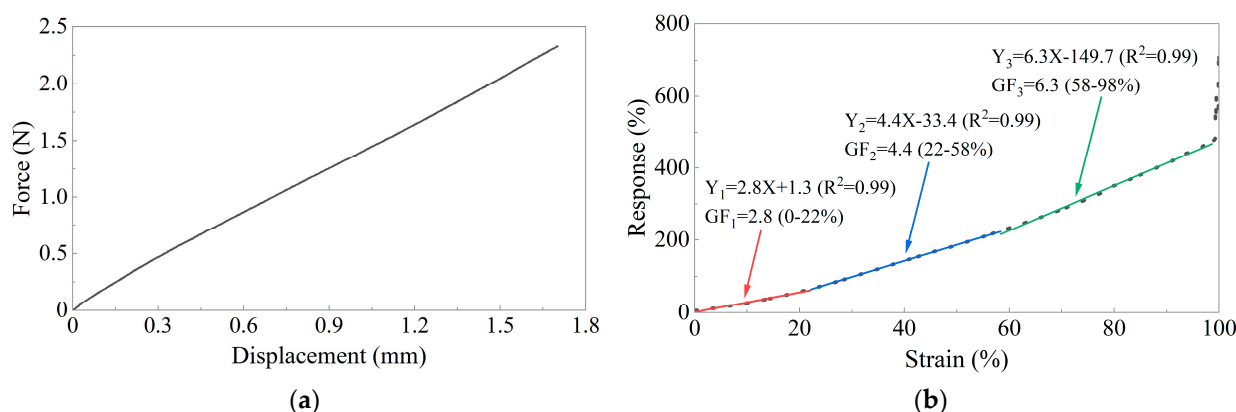 2.5
2.0
1.5
1.0
0.5
0
0 0.3 0.6 0.9 1.2 1.5 1.8
Force (N)
Displacement (mm)
(a)
800
600
400
200
0
0 20 40 60 80 100
Response (%)
Strain (%)
Y₃=6.3X-149.7 (R²=0.99)
GF₃=6.3 (58-98%)
Y₂=4.4X-33.4 (R²=0.99)
GF₂=4.4 (22-58%)
Y₁=2.8X+1.3 (R²=0.99)
GF₁=2.8 (0-22%)
(b)